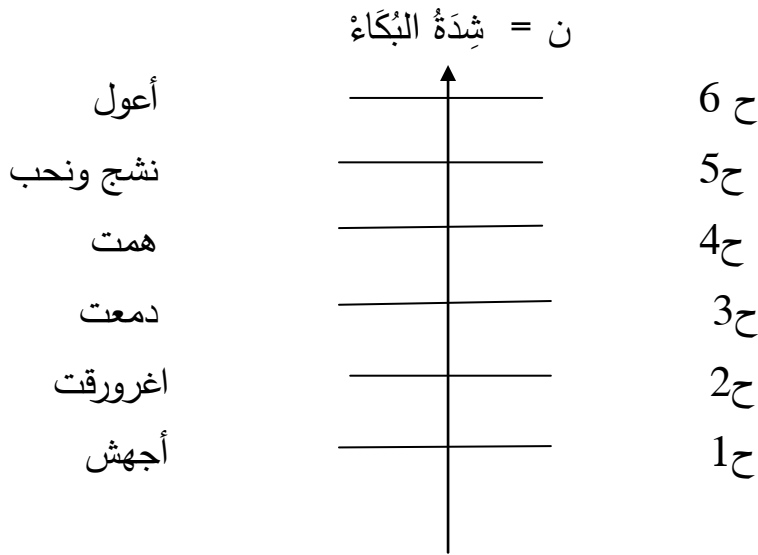 ن = شِدَةُ البُكَاءْ
ح 6 أعول
ح5 نشج ونحب
ح4 همت
ح3 دمعت
ح2 اغرورقت
ح1 أجهش